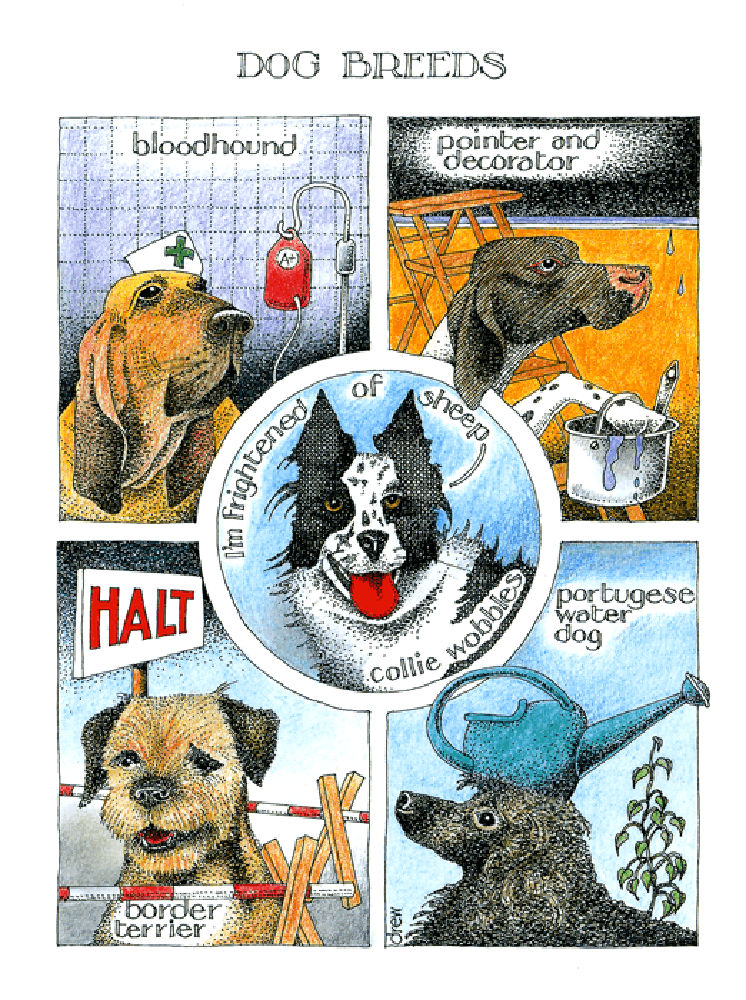 DOG BREEDS
bloodhound
A+
pointer and
decorator
I'm frightened of sheep
collie wobbles
HALT
border
terrier
portugese
water
dog
drew